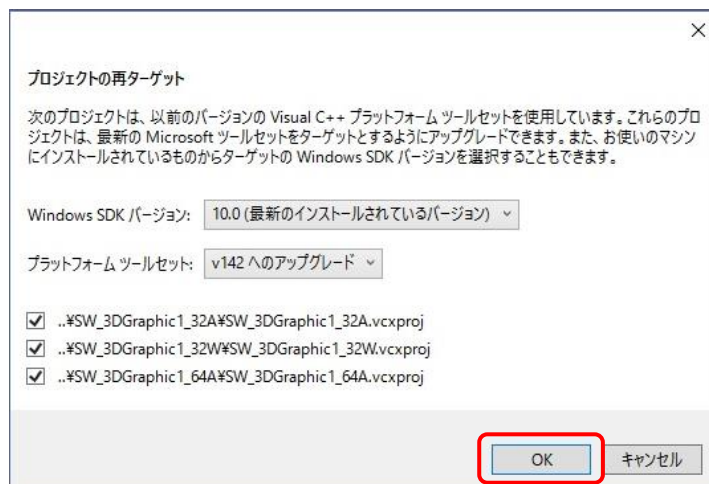 プロジェクトの再ターゲット
次のプロジェクトは、以前のバージョンの Visual C++ プラットフォーム ツールセットを使用しています。これらのプロ
ジェクトは、最新の Microsoft ツールセットをターゲットとするようにアップグレードできます。また、お使いのマシン
にインストールされているものからターゲットの Windows SDK バージョンを選択することもできます。
Windows SDK バージョン: 10.0 (最新のインストールされているバージョン)
プラットフォーム ツールセット: v142 へのアップグレード
..¥SW_3DGraphic1_32A¥SW_3DGraphic1_32A.vcxproj
..¥SW_3DGraphic1_32W¥SW_3DGraphic1_32W.vcxproj
..¥SW_3DGraphic1_64A¥SW_3DGraphic1_64A.vcxproj
OK キャンセル